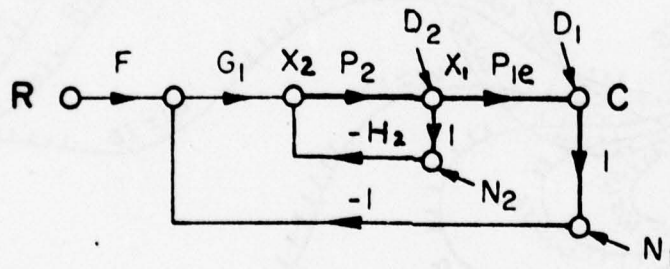 D₂ D₁
F G₁ X₂ P₂ X₁ P₁e
R C
-H₂ 1 1
N₂
-1 N